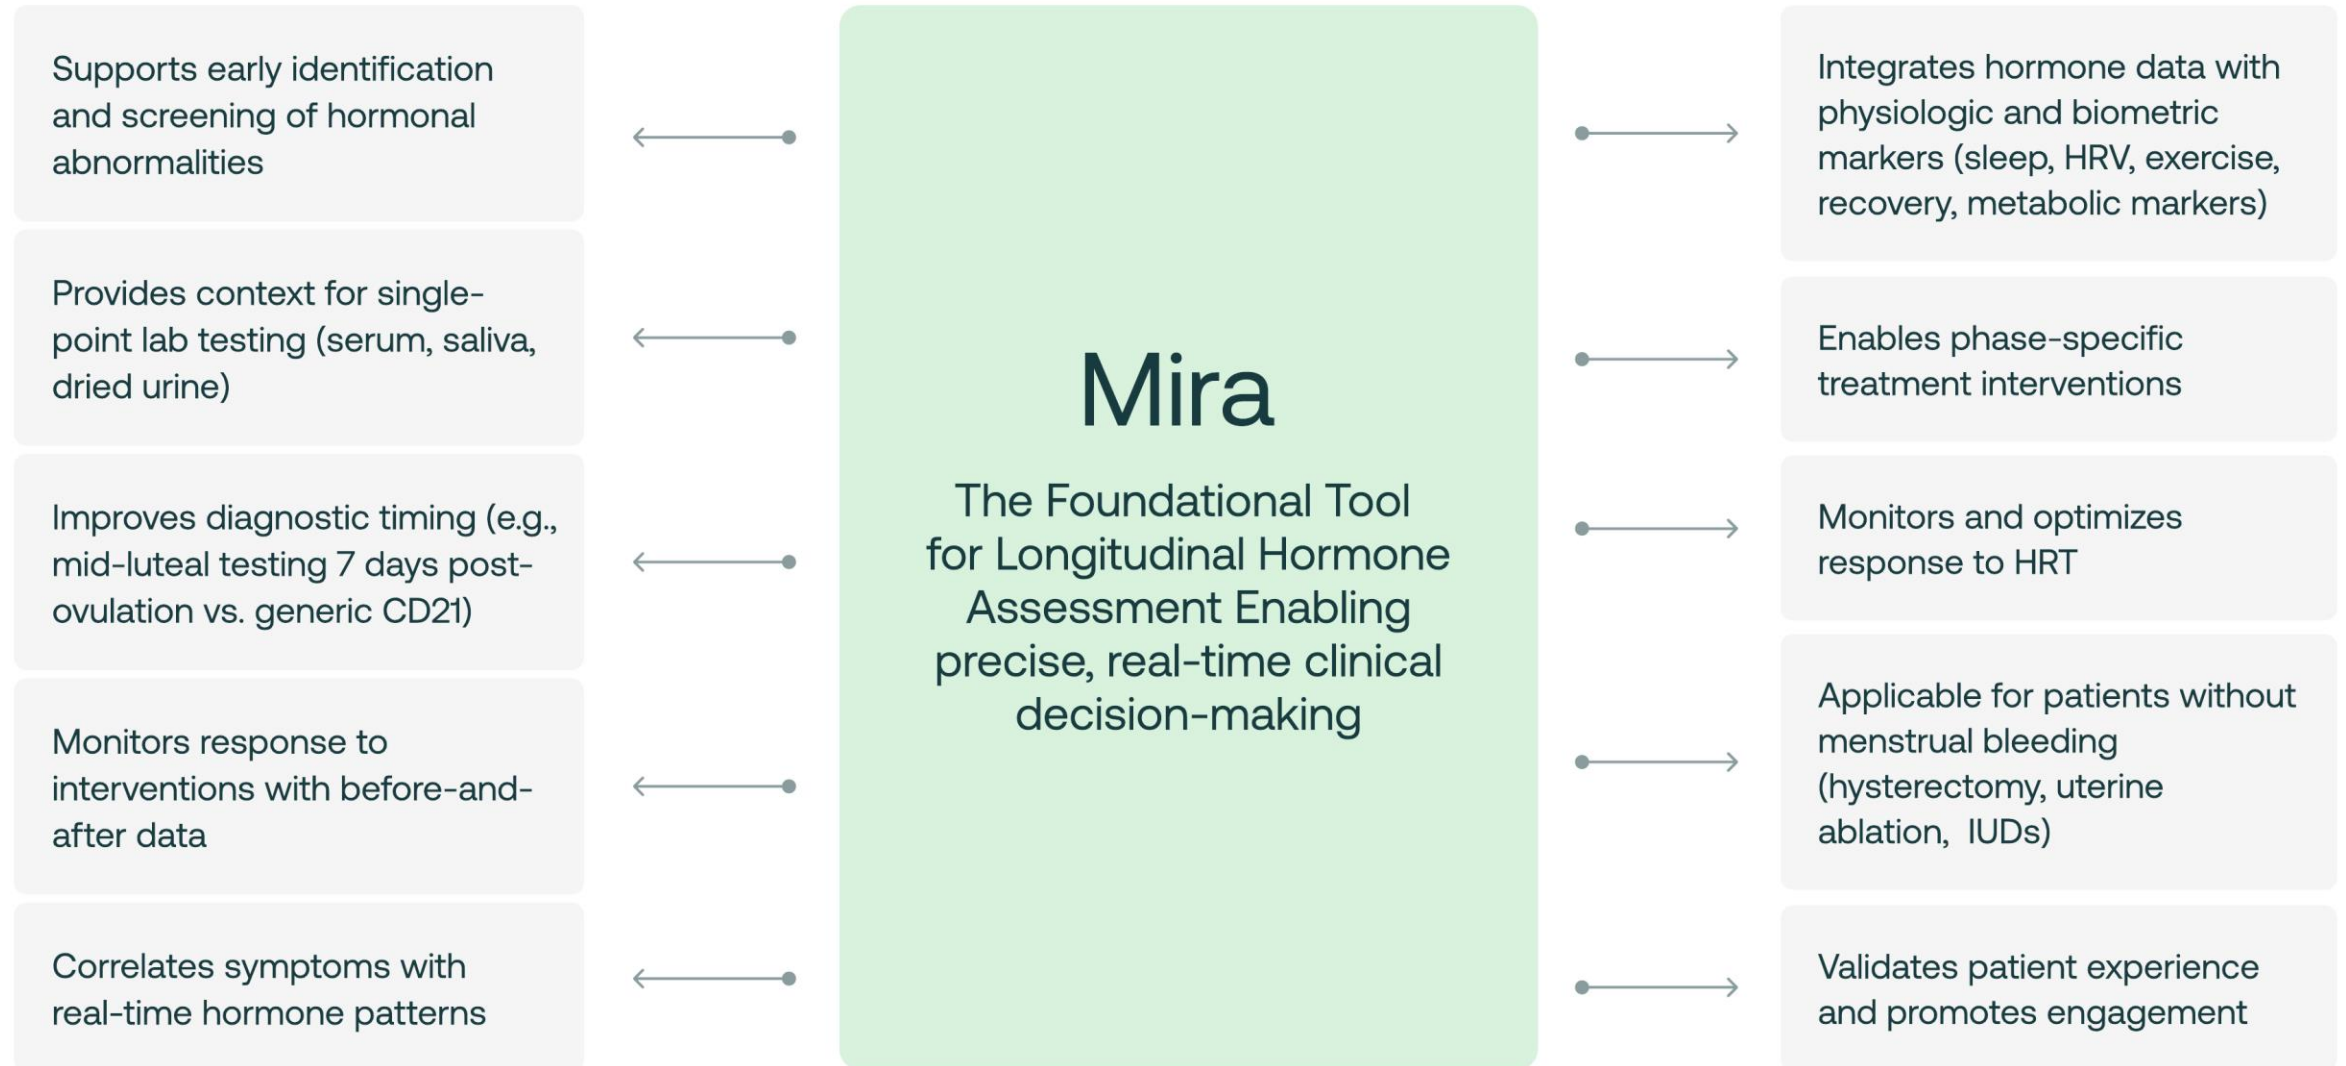 Supports early identification
and screening of hormonal
abnormalities
Provides context for single-
point lab testing (serum, saliva,
dried urine)
Improves diagnostic timing (e.g.,
mid-luteal testing 7 days post-
ovulation vs. generic CD21)
Monitors response to
interventions with before-and-
after data
Correlates symptoms with
real-time hormone patterns
Mira
The Foundational Tool
for Longitudinal Hormone
Assessment Enabling
precise, real-time clinical
decision-making
Integrates hormone data with
physiologic and biometric
markers (sleep, HRV, exercise,
recovery, metabolic markers)
Enables phase-specific
treatment interventions
Monitors and optimizes
response to HRT
Applicable for patients without
menstrual bleeding
(hysterectomy, uterine
ablation,  IUDs)
Validates patient experience
and promotes engagement